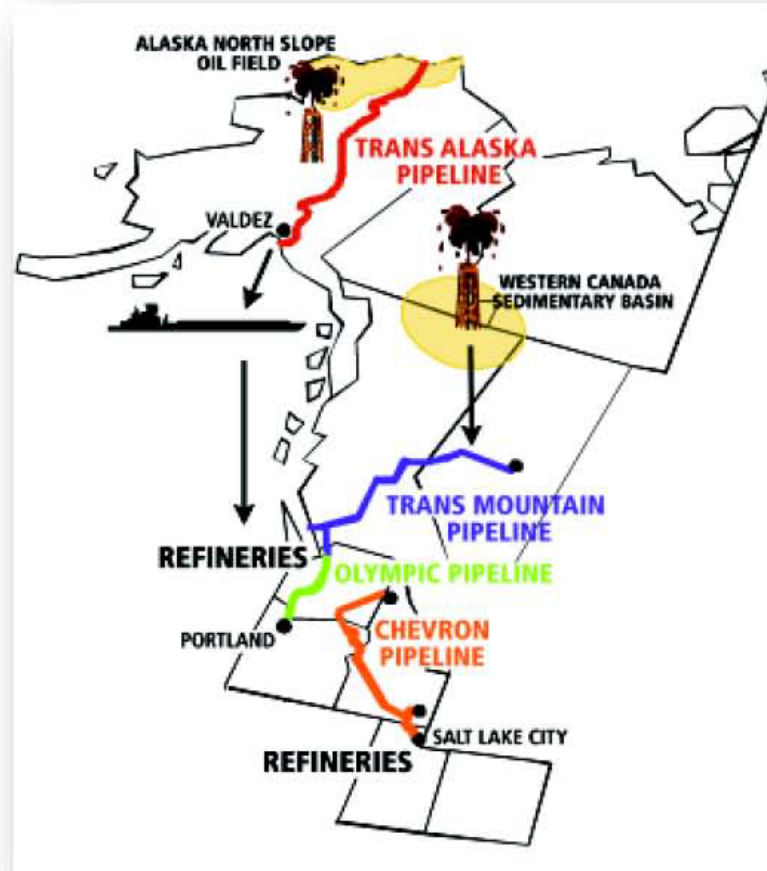 ALASKA NORTH SLOPE
OIL FIELD
TRANS ALASKA
PIPELINE
VALDEZ
WESTERN CANADA
SEDIMENTARY BASIN
TRANS MOUNTAIN
PIPELINE
REFINERIES
OLYMPIC PIPELINE
PORTLAND
CHEVRON
PIPELINE
SALT LAKE CITY
REFINERIES